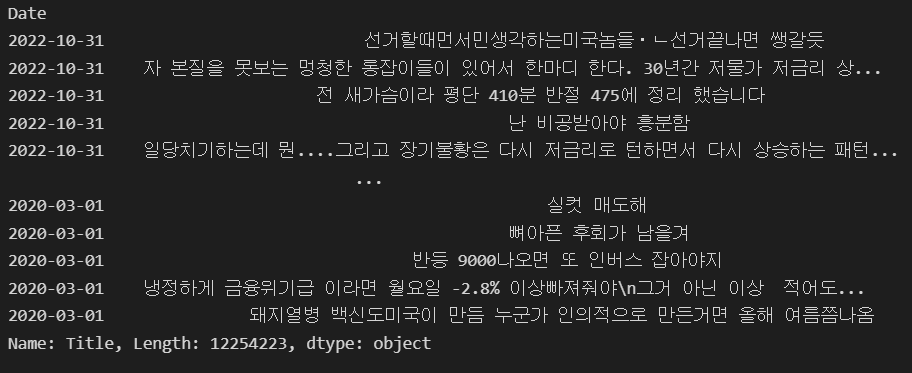 Date
2022-10-31 선거할때먼서민생각하는미국놈들·ㄴ선거끝나면 쌩갈듯
2022-10-31 자 본질을 못보는 멍청한 롱잡이들이 있어서 한마디 한다. 30년간 저물가 저금리 상...
2022-10-31 전 새가슴이라 평단 410분 반절 475에 정리 했습니다
2022-10-31 난 비공받아야 흥분함
2022-10-31 일당치기하는데 뭔....그리고 장기불황은 다시 저금리로 턴하면서 다시 상승하는 패턴...
...
2020-03-01 실컷 매도해
2020-03-01 뼈아픈 후회가 남을겨
2020-03-01 반등 9000나오면 또 인버스 잡아야지
2020-03-01 냉정하게 금융위기급 이라면 월요일 -2.8% 이상빠져줘야\n그거 아닌 이상  적어도...
2020-03-01 돼지열병 백신도미국이 만듬 누군가 인의적으로 만든거면 올해 여름쯤나옴
Name: Title, Length: 12254223, dtype: object